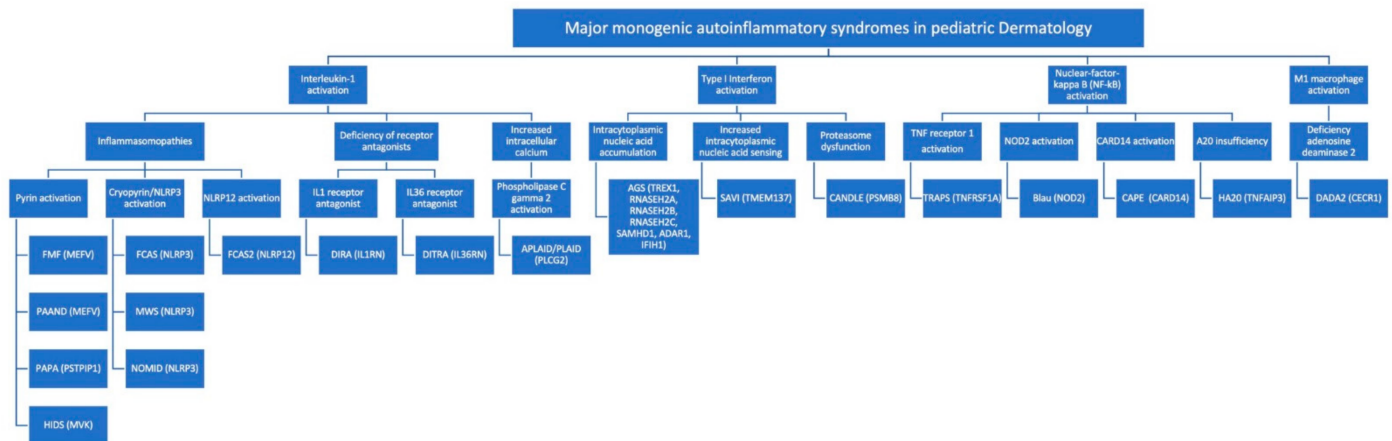 Major monogenic autoinflammatory syndromes in pediatric Dermatology
Interleukin-1
activation
Type I Interferon
activation
Nuclear-factor-
kappa B (NF-kB)
activation
M1 macrophage
activation
Inflammasomopathies
Deficiency of receptor
antagonists
Increased
intracellular
calcium
Intracytoplasmic
nucleic acid
accumulation
Increased
intracytoplasmic
nucleic acid sensing
Proteasome
dysfunction
TNF receptor 1
activation
NOD2 activation
CARD14 activation
A20 insufficiency
Deficiency
adenosine
deaminase 2
Pyrin activation
Cryopyrin/NLRP3
activation
NLRP12 activation
IL1 receptor
antagonist
IL36 receptor
antagonist
Phospholipase C
gamma 2
activation
AGS (TREX1,
RNASEH2A,
RNASEH2B,
RNASEH2C,
SAMHD1, ADAR1,
IFIH1)
SAVI (TMEM137)
CANDLE (PSMB8)
TRAPS (TNFRSF1A)
Blau (NOD2)
CAPE (CARD14)
HA20 (TNFAIP3)
DADA2 (CECR1)
FMF (MEFV)
FCAS (NLRP3)
FCAS2 (NLRP12)
DIRA (IL1RN)
DITRA (IL36RN)
APLAID/PLAID
(PLCG2)
PAAND (MEFV)
MWS (NLRP3)
PAPA (PSTPIP1)
NOMID (NLRP3)
HIDS (MVK)